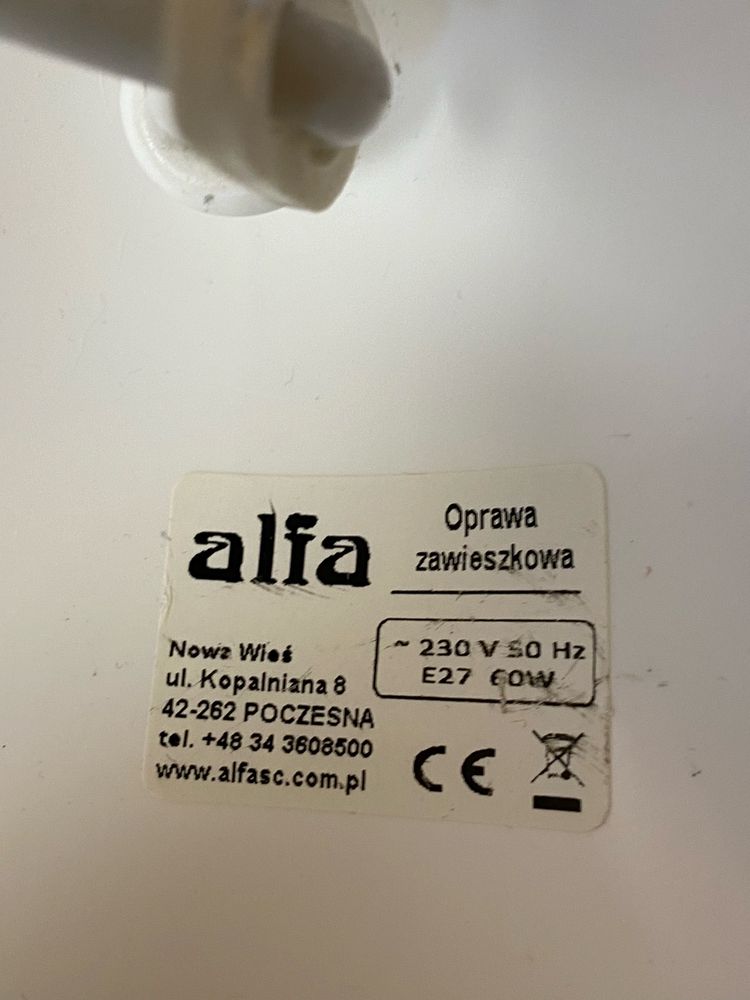 alfa
Oprawa
zawieszkowa
~ 230 V 50 Hz
E27 60W
Nowa Wieś
ul. Kopalniana 8
42-262 POCZESNA
tel. +48 34 3608500
www.alfasc.com.pl
CE